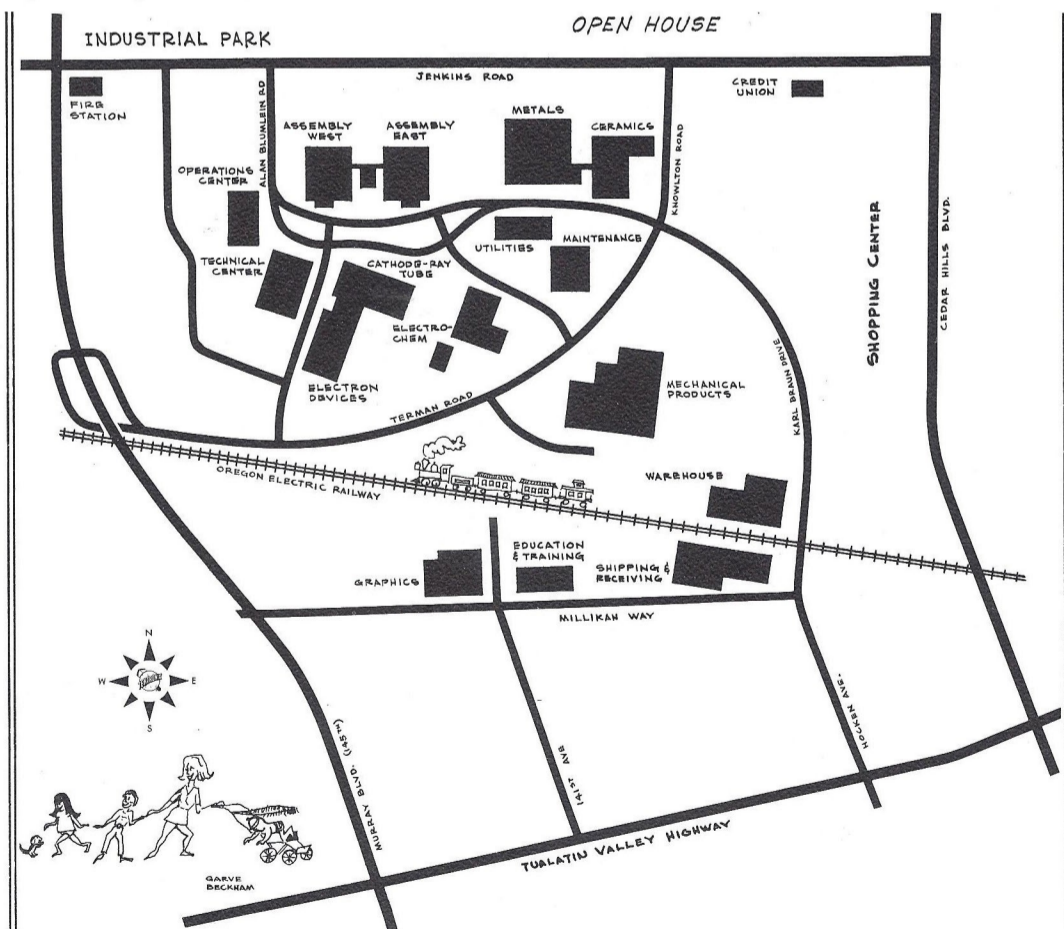 OPEN HOUSE
INDUSTRIAL PARK
JENKINS ROAD
FIRE
STATION
CREDIT
UNION
ALAN BLUMLEIN RD
ASSEMBLY
WEST
ASSEMBLY
EAST
METALS
CERAMICS
KNOWLTON ROAD
OPERATIONS
CENTER
TECHNICAL
CENTER
CATHODE-RAY
TUBE
UTILITIES
MAINTENANCE
SHOPPING CENTER
CEDAR HILLS BLVD.
ELECTRO-
CHEM
ELECTRON
DEVICES
TERMAN ROAD
MECHANICAL
PRODUCTS
KARL BRAUN DRIVE
OREGON ELECTRIC RAILWAY
WAREHOUSE
EDUCATION
& TRAINING
GRAPHICS
SHIPPING &
RECEIVING
MILLIKAN WAY
N
W
E
S
MURRAY BLVD. (145TH)
141ST AVE
HOCKEN AVE.
TUALATIN VALLEY HIGHWAY
GARVE
BECKHAM